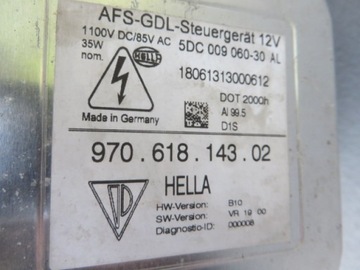 AFS-GDL-Steuergerät 12V
1100V DC/85V AC 5DC 009 060-30 AL
35W
nom.
HELLA
18061313000612
DOT 2000h
Al 99.5
D1S
Made in Germany
970.618.143.02
HELLA
HW-Version: B10
SW-Version: VR 19 00
Diagnostic-ID: 000008